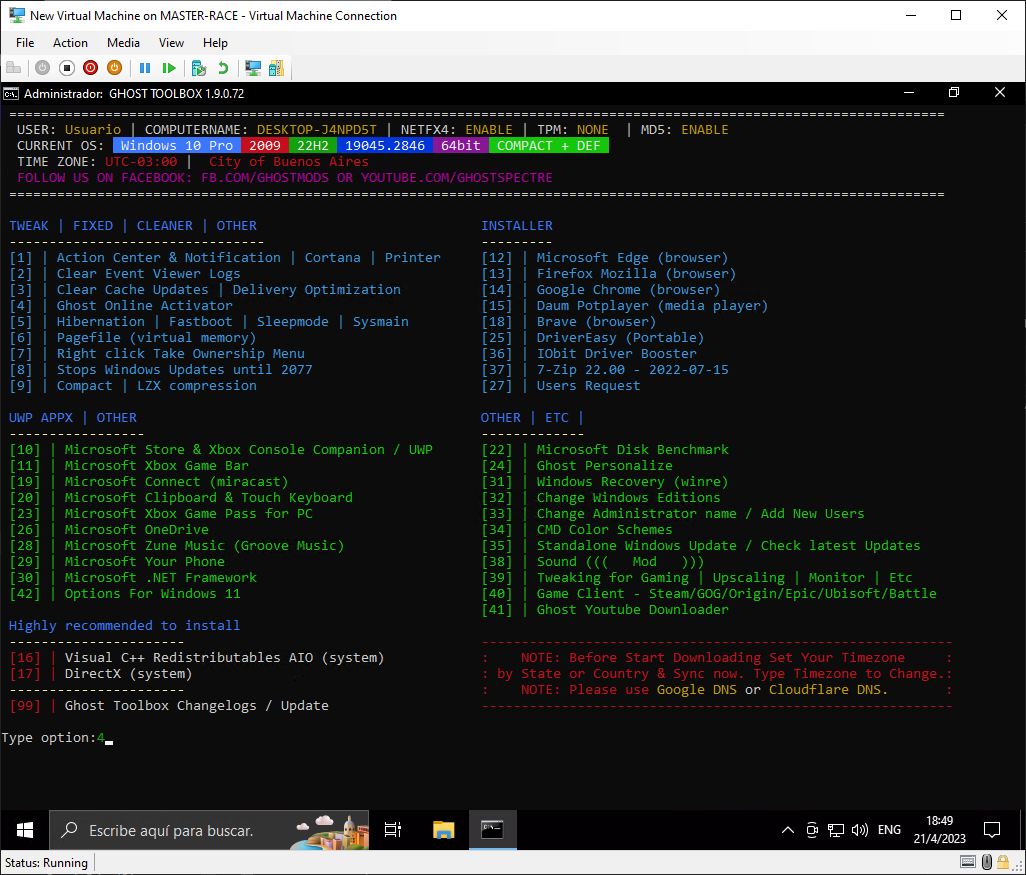 New Virtual Machine on MASTER-RACE - Virtual Machine Connection
File Action Media View Help
Administrador: GHOST TOOLBOX 1.9.0.72
USER: Usuario | COMPUTERNAME: DESKTOP-J4NPD5T | NETFX4: ENABLE | TPM: NONE | MD5: ENABLE
CURRENT OS: Windows 10 Pro 2009 22H2 19045.2846 64bit COMPACT + DEF
TIME ZONE: UTC-03:00 | City of Buenos Aires
FOLLOW US ON FACEBOOK: FB.COM/GHOSTMODS OR YOUTUBE.COM/GHOSTSPECTRE
TWEAK | FIXED | CLEANER | OTHER
[1] | Action Center & Notification | Cortana | Printer
[2] | Clear Event Viewer Logs
[3] | Clear Cache Updates | Delivery Optimization
[4] | Ghost Online Activator
[5] | Hibernation | Fastboot | Sleepmode | Sysmain
[6] | Pagefile (virtual memory)
[7] | Right click Take Ownership Menu
[8] | Stops Windows Updates until 2077
[9] | Compact | LZX compression
INSTALLER
[12] | Microsoft Edge (browser)
[13] | Firefox Mozilla (browser)
[14] | Google Chrome (browser)
[15] | Daum Potplayer (media player)
[18] | Brave (browser)
[25] | DriverEasy (Portable)
[36] | IObit Driver Booster
[37] | 7-Zip 22.00 - 2022-07-15
[27] | Users Request
UWP APPX | OTHER
[10] | Microsoft Store & Xbox Console Companion / UWP
[11] | Microsoft Xbox Game Bar
[19] | Microsoft Connect (miracast)
[20] | Microsoft Clipboard & Touch Keyboard
[23] | Microsoft Xbox Game Pass for PC
[26] | Microsoft OneDrive
[28] | Microsoft Zune Music (Groove Music)
[29] | Microsoft Your Phone
[30] | Microsoft .NET Framework
[42] | Options For Windows 11
OTHER | ETC |
[22] | Microsoft Disk Benchmark
[24] | Ghost Personalize
[31] | Windows Recovery (winre)
[32] | Change Windows Editions
[33] | Change Administrator name / Add New Users
[34] | CMD Color Schemes
[35] | Standalone Windows Update / Check latest Updates
[38] | Sound ((( Mod )))
[39] | Tweaking for Gaming | Upscaling | Monitor | Etc
[40] | Game Client - Steam/GOG/Origin/Epic/Ubisoft/Battle
[41] | Ghost Youtube Downloader
Highly recommended to install
[16] | Visual C++ Redistributables AIO (system)
[17] | DirectX (system)
[99] | Ghost Toolbox Changelogs / Update
: NOTE: Before Start Downloading Set Your Timezone :
: by State or Country & Sync now. Type Timezone to Change.:
: NOTE: Please use Google DNS or Cloudflare DNS. :
Type option:4
Escribe aquí para buscar.
ENG
18:49
21/4/2023
Status: Running